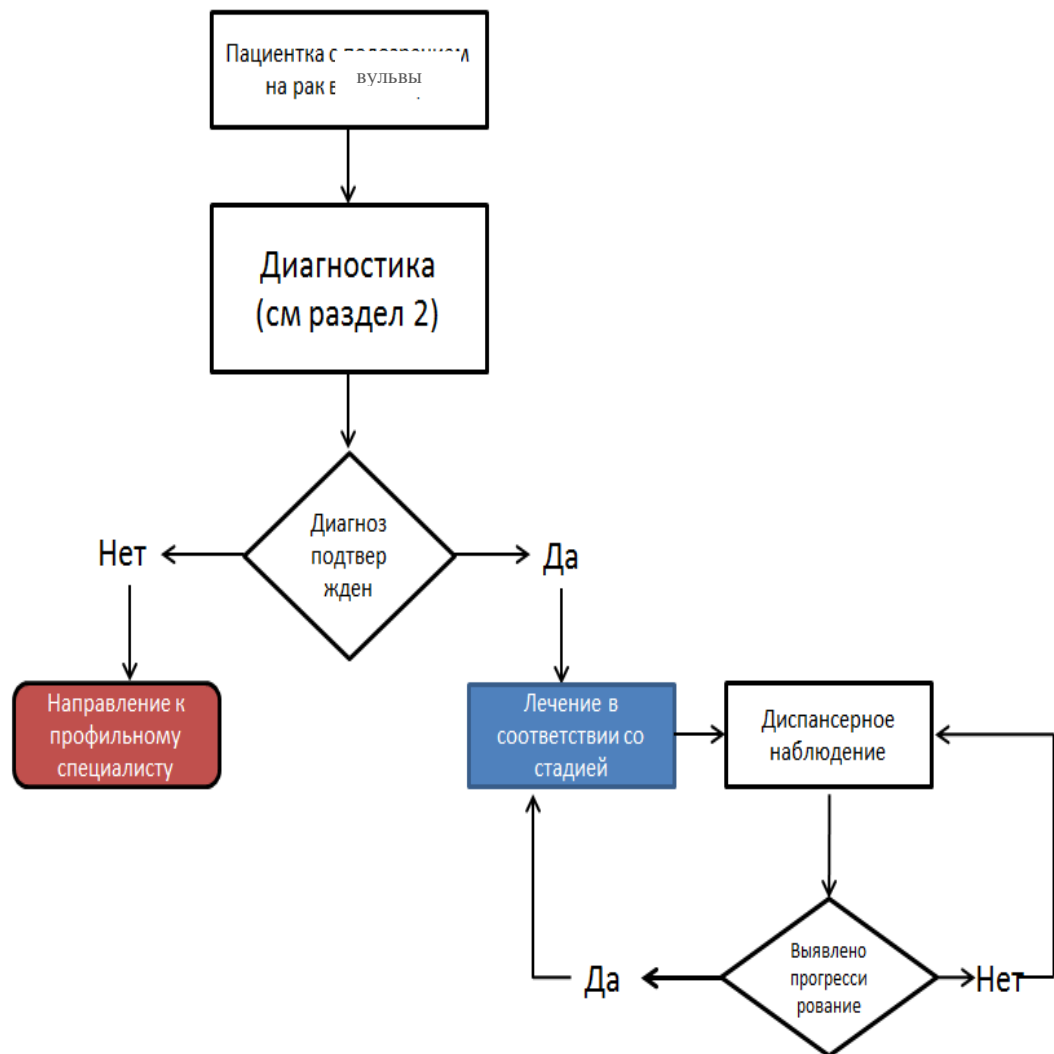 Пациентка с
на рак в вульвы
Диагностика
(см раздел 2)
Диагноз
подтвер
жден
Нет
Да
Направление к
профильному
специалисту
Лечение в
соответствии со
стадией
Диспансерное
наблюдение
Выявлено
прогресси
рование
Да
Нет